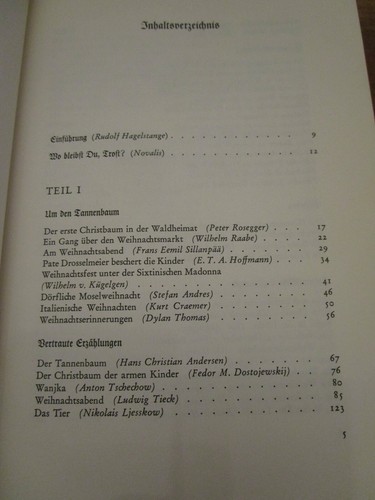 Inhaltsverzeichnis
Einführung (Rudolf Hagelstange) . . . . . . . . . . . . 9
Wo bleibst Du, Trost? (Novalis) . . . . . . . . . . . . 12
TEIL I
Um den Tannenbaum
Der erste Christbaum in der Waldheimat (Peter Rosegger) . . . 17
Ein Gang über den Weihnachtsmarkt (Wilhelm Raabe) . . . . 22
Am Weihnachtsabend (Frans Eemil Sillanpää) . . . . . . . 29
Pate Drosselmeier beschert die Kinder (E. T. A. Hoffmann) . . . 34
Weihnachtsfest unter der Sixtinischen Madonna
(Wilhelm v. Kügelgen) . . . . . . . . . . . . . . . 41
Dörfliche Moselweihnacht (Stefan Andres) . . . . . . . . 46
Italienische Weihnachten (Kurt Craemer) . . . . . . . . . 50
Weihnachtserinnerungen (Dylan Thomas) . . . . . . . . . 56
Vertraute Erzählungen
Der Tannenbaum (Hans Christian Andersen) . . . . . . . . 67
Der Christbaum der armen Kinder (Fedor M. Dostojewskij) . . . 76
Wanjka (Anton Tschechow) . . . . . . . . . . . . . . 80
Weihnachtsabend (Ludwig Tieck) . . . . . . . . . . . . 85
Das Tier (Nikolais Ljesskow) . . . . . . . . . . . . . 123
5